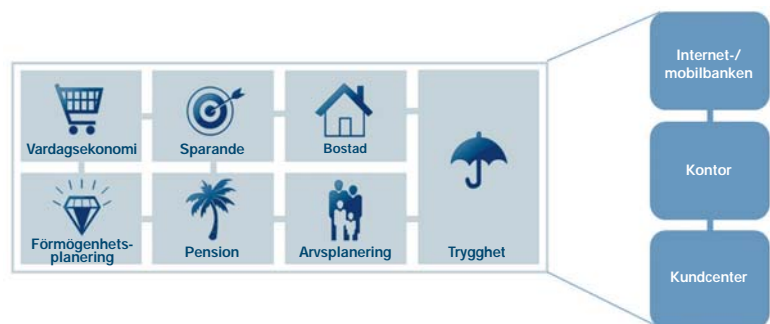 Vardagsekonomi
Sparande
Bostad
Förmögenhets-
planering
Pension
Arvsplanering
Trygghet
Internet-/
mobilbanken
Kontor
Kundcenter